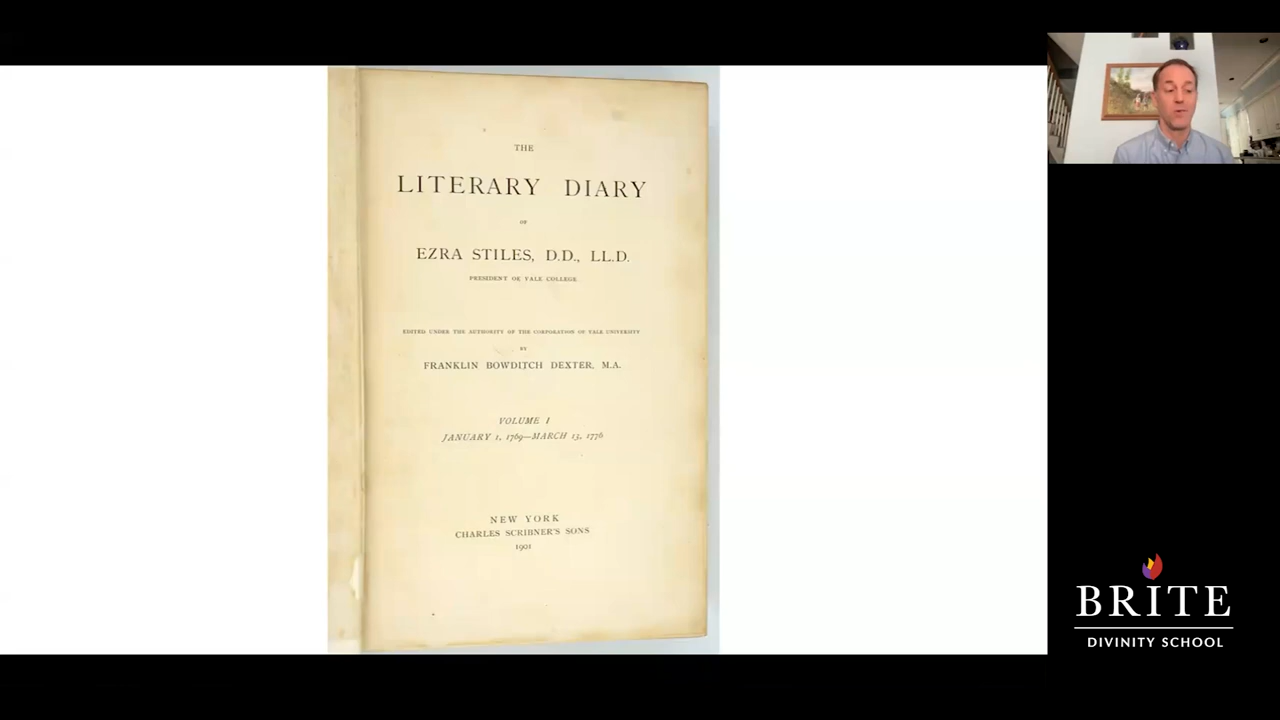 THE
LITERARY DIARY
OF
EZRA STILES, D.D., LL.D.
PRESIDENT OF YALE COLLEGE
EDITED UNDER THE AUTHORITY OF THE CORPORATION OF YALE UNIVERSITY
BY
FRANKLIN BOWDITCH DEXTER, M.A.
VOLUME I
JANUARY 1, 1769—MARCH 13, 1776
NEW YORK
CHARLES SCRIBNER'S SONS
1901
BRITE
DIVINITY SCHOOL